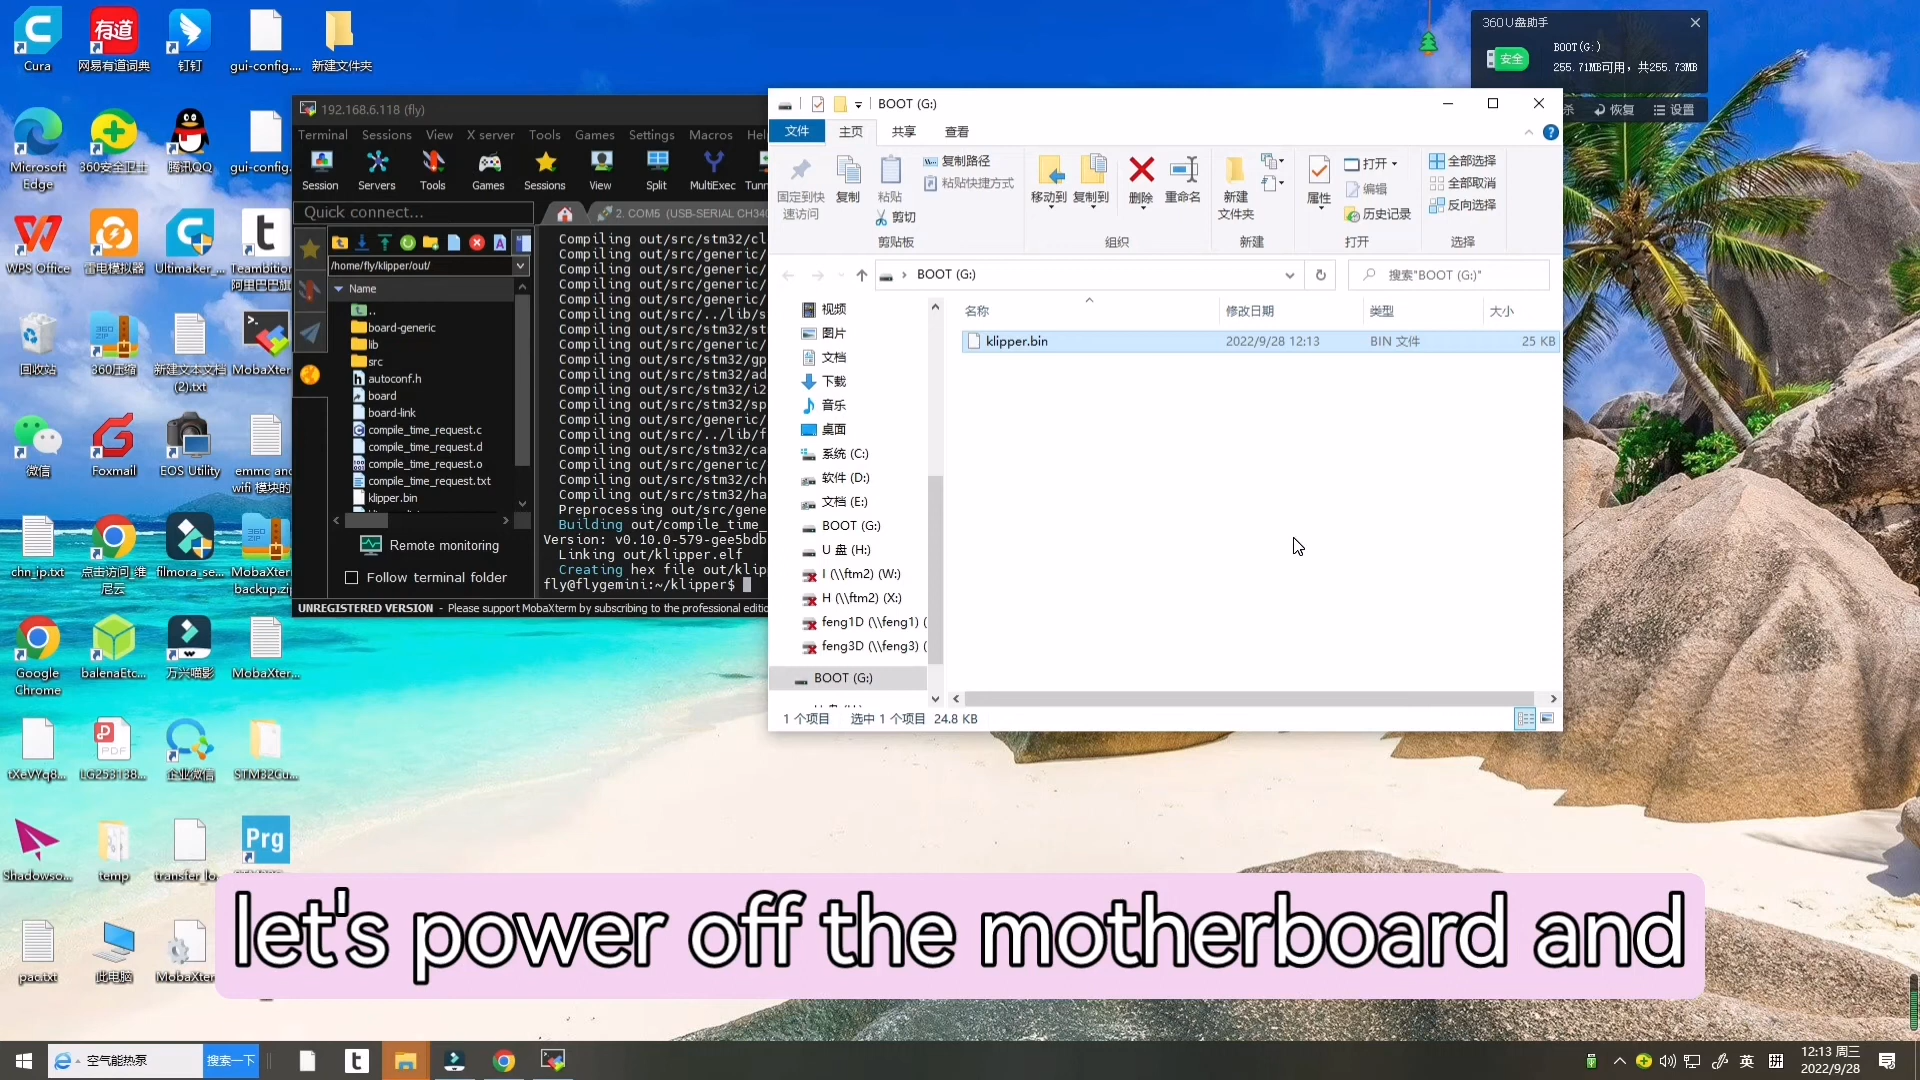 Cura
网易有道词典
钉钉
gui-config....
新建文件夹
Microsoft
Edge
360安全卫士
腾讯QQ
gui-config.
WPS Office
雷电模拟器
Ultimaker_...
Teambition
阿里巴巴旗
回收站
360压缩
新建文本文档
(2).txt
MobaXter
微信
Foxmail
EOS Utility
emmc and
wifi 模块的
chn_ip.txt
点击访问_维
尼云
filmora_se...
MobaXter
backup.zip
Google
Chrome
balenaEtc...
万兴喵影
MobaXter...
tXeVYq8...
LG253138...
企业微信
STM32Cu...
Shadowso...
temp
transfer_lo
Prg
pac.txt
此电脑
MobaXter
360U盘助手
安全
BOOT(G:)
255.71MB可用，共255.73MB
恢复
设置
192.168.6.118 (fly)
Terminal Sessions View X server Tools Games Settings Macros Help
Session Servers Tools Games Sessions View Split MultiExec Tunn
Quick connect...
2. COM5 (USB-SERIAL CH340
/home/fly/klipper/out/
Name
..
board-generic
lib
src
autoconf.h
board
board-link
compile_time_request.c
compile_time_request.d
compile_time_request.o
compile_time_request.txt
klipper.bin
Remote monitoring
Follow terminal folder
Compiling out/src/stm32/cl
Compiling out/src/generic/
Compiling out/src/generic/
Compiling out/src/generic/
Compiling out/src/generic/
Compiling out/src/../lib/s
Compiling out/src/stm32/st
Compiling out/src/generic/
Compiling out/src/stm32/gp
Compiling out/src/stm32/ad
Compiling out/src/stm32/i2
Compiling out/src/stm32/sp
Compiling out/src/generic/
Compiling out/src/../lib/f
Compiling out/src/stm32/ca
Compiling out/src/generic/
Compiling out/src/stm32/ch
Compiling out/src/stm32/ha
Preprocessing out/src/gene
Building out/compile_time_
Version: v0.10.0-579-gee5bdb
Linking out/klipper.elf
Creating hex file out/klip
fly@flygemini:~/klipper$
UNREGISTERED VERSION - Please support MobaXterm by subscribing to the professional editio
BOOT (G:)
文件 主页 共享 查看
固定到快
速访问
复制
粘贴
复制路径
粘贴快捷方式
剪切
剪贴板
移动到 复制到 删除 重命名
组织
新建
文件夹
新建
属性
打开
编辑
历史记录
打开
全部选择
全部取消
反向选择
选择
BOOT (G:)
搜索"BOOT (G:)"
名称 修改日期 类型 大小
klipper.bin 2022/9/28 12:13 BIN 文件 25 KB
视频
图片
文档
下载
音乐
桌面
系统 (C:)
软件 (D:)
文档 (E:)
BOOT (G:)
U 盘 (H:)
I (\\ftm2) (W:)
H (\\ftm2) (X:)
feng1D (\\feng1) (
feng3D (\\feng3) (
BOOT (G:)
1 个项目 选中 1 个项目 24.8 KB
let's power off the motherboard and
空气能热泵
搜索一下
英
拼
12:13 周三
2022/9/28